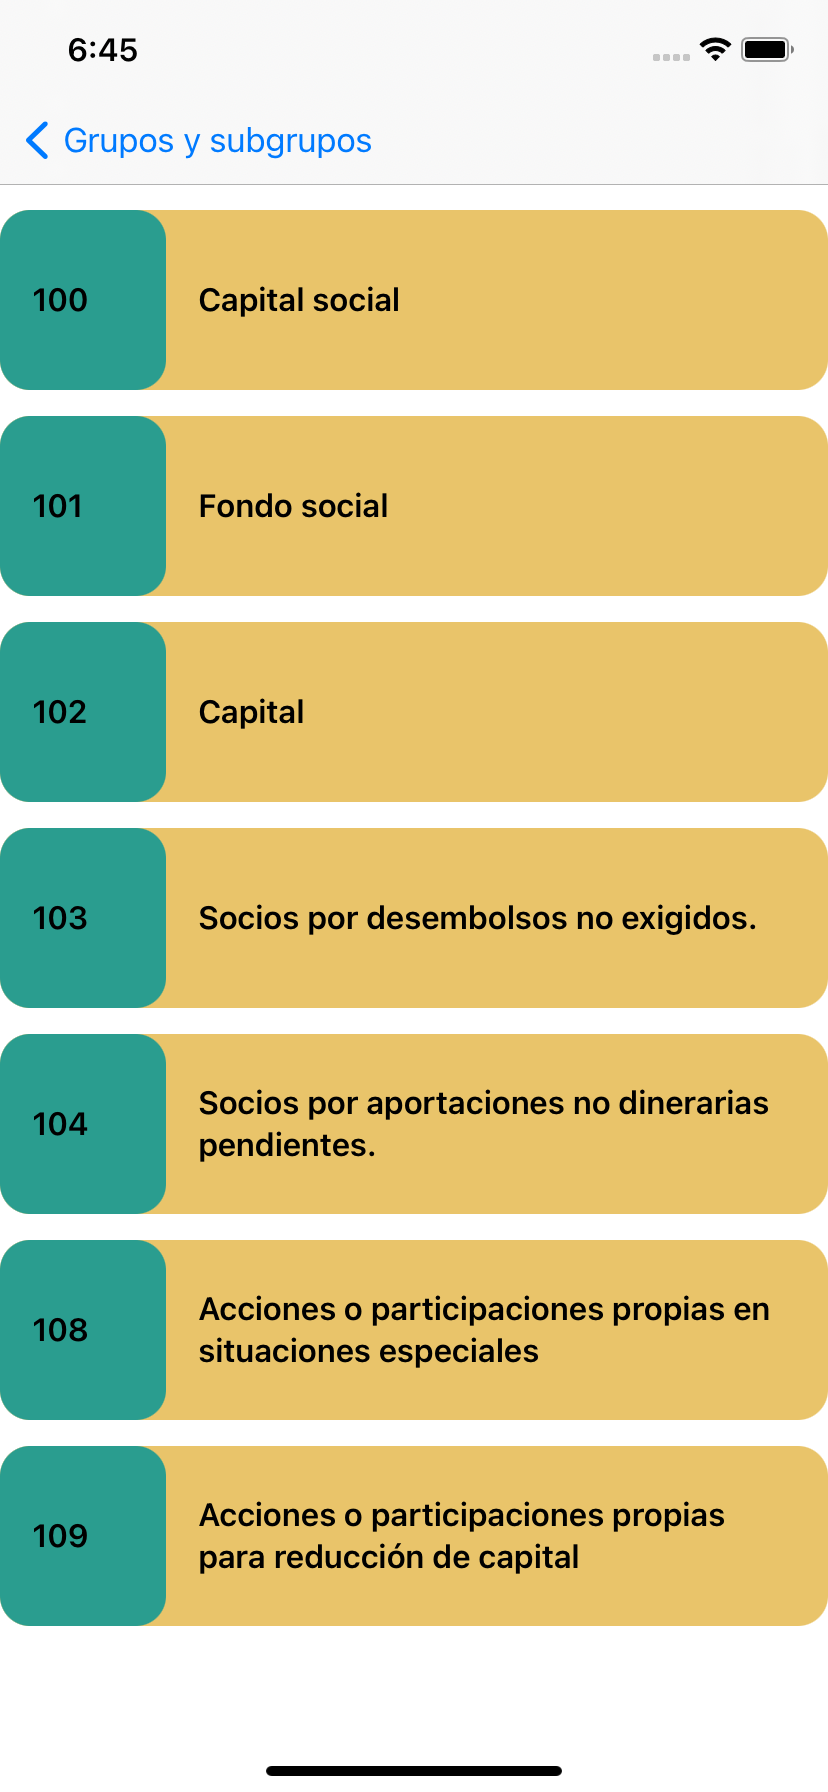 6:45
Grupos y subgrupos
100
Capital social
101
Fondo social
102
Capital
103
Socios por desembolsos no exigidos.
104
Socios por aportaciones no dinerarias
pendientes.
108
Acciones o participaciones propias en
situaciones especiales
109
Acciones o participaciones propias
para reducción de capital